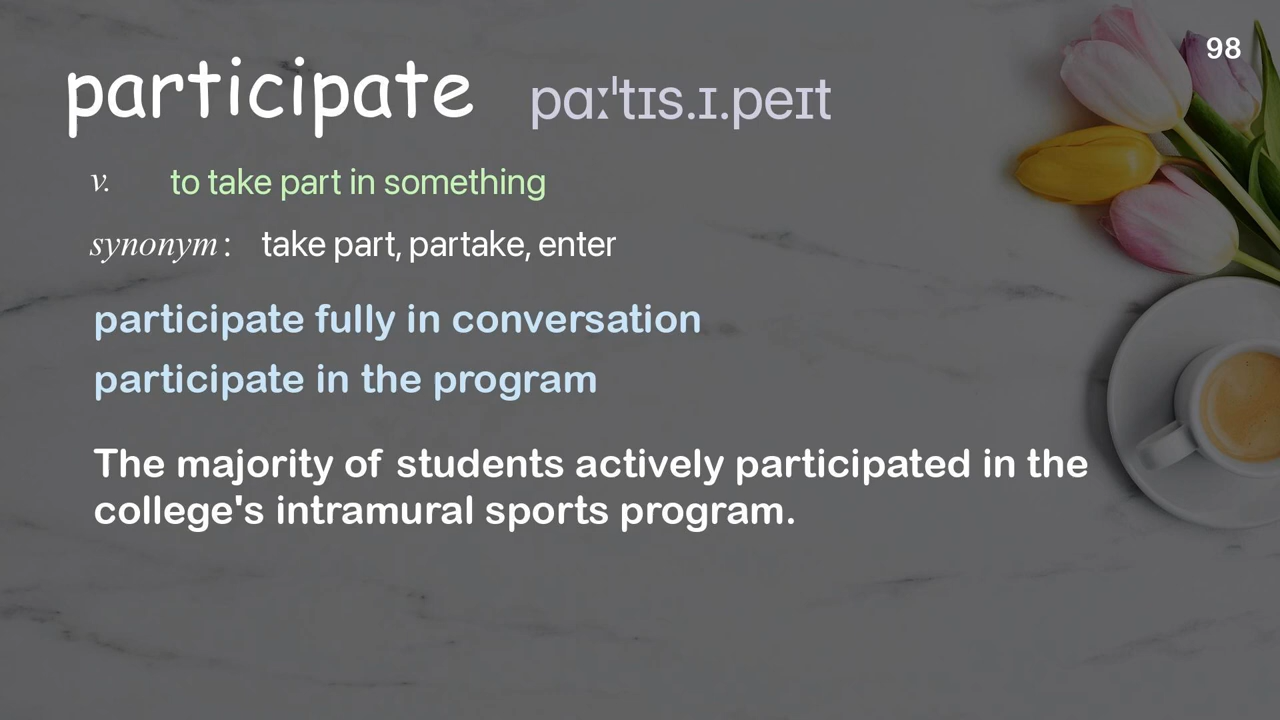 98
participate pɑːˈtɪs.ɪ.peɪt
v. to take part in something
synonym: take part, partake, enter
participate fully in conversation
participate in the program
The majority of students actively participated in the
college's intramural sports program.